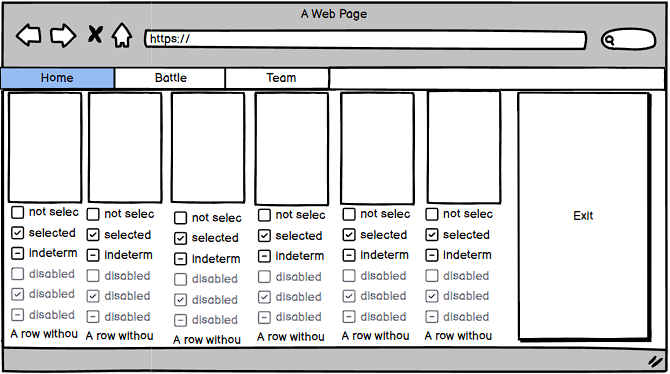 A Web Page
https://
Home Battle Team
not selec not selec not selec not selec not selec not selec
selected selected selected selected selected selected
indeterm indeterm indeterm indeterm indeterm indeterm
disabled disabled disabled disabled disabled disabled
disabled disabled disabled disabled disabled disabled
disabled disabled disabled disabled disabled disabled
A row withou A row withou A row withou A row withou A row withou A row withou
Exit